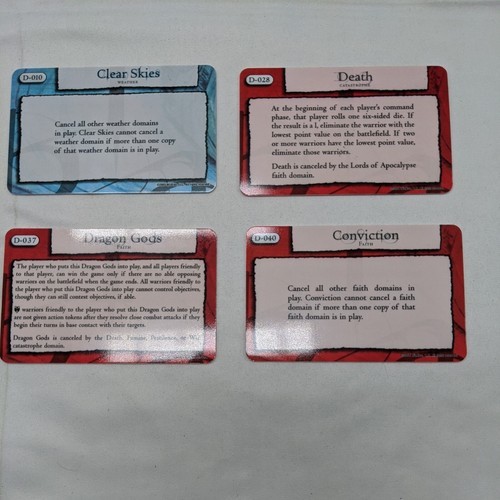 D-010
Clear Skies
WEATHER
Cancel all other weather domains
in play. Clear Skies cannot cancel a
weather domain if more than one copy
of that weather domain is in play.
D-028
Death
CATASTROPHE
At the beginning of each player's command
phase, that player rolls one six-sided die. If
the result is a 1, eliminate the warrior with the
lowest point value on the battlefield. If two
or more warriors have the lowest point value,
eliminate those warriors.
Death is canceled by the Lords of Apocalypse
faith domain.
D-037
Dragon Gods
FAITH
The player who puts this Dragon Gods into play, and all players friendly
to that player, can win the game only if there are no able opposing
warriors on the battlefield when the game ends. All warriors friendly to
the player who put this Dragon Gods into play cannot control objectives,
though they can still contest objectives, if able.
warriors friendly to the player who put this Dragon Gods into play
are not given action tokens after they resolve close combat attacks if they
begin their turns in base contact with their targets.
Dragon Gods is canceled by the Death, Famine, Pestilence, or War
catastrophe domain.
D-040
Conviction
FAITH
Cancel all other faith domains in
play. Conviction cannot cancel a faith
domain if more than one copy of that
faith domain is in play.